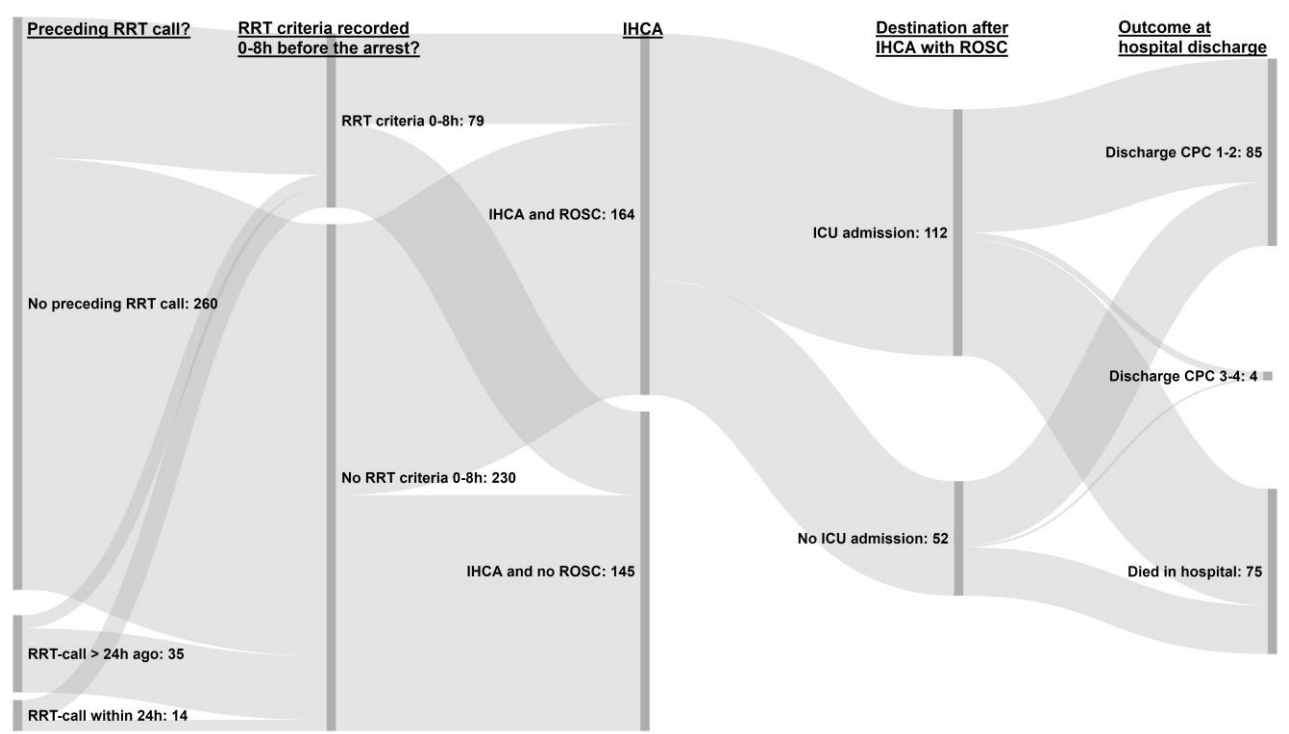 Preceding RRT call?
RRT criteria recorded
0-8h before the arrest?
IHCA
Destination after
IHCA with ROSC
Outcome at
hospital discharge
No preceding RRT call: 260
RRT-call > 24h ago: 35
RRT-call within 24h: 14
RRT criteria 0-8h: 79
No RRT criteria 0-8h: 230
IHCA and ROSC: 164
IHCA and no ROSC: 145
ICU admission: 112
No ICU admission: 52
Discharge CPC 1-2: 85
Discharge CPC 3-4: 4
Died in hospital: 75